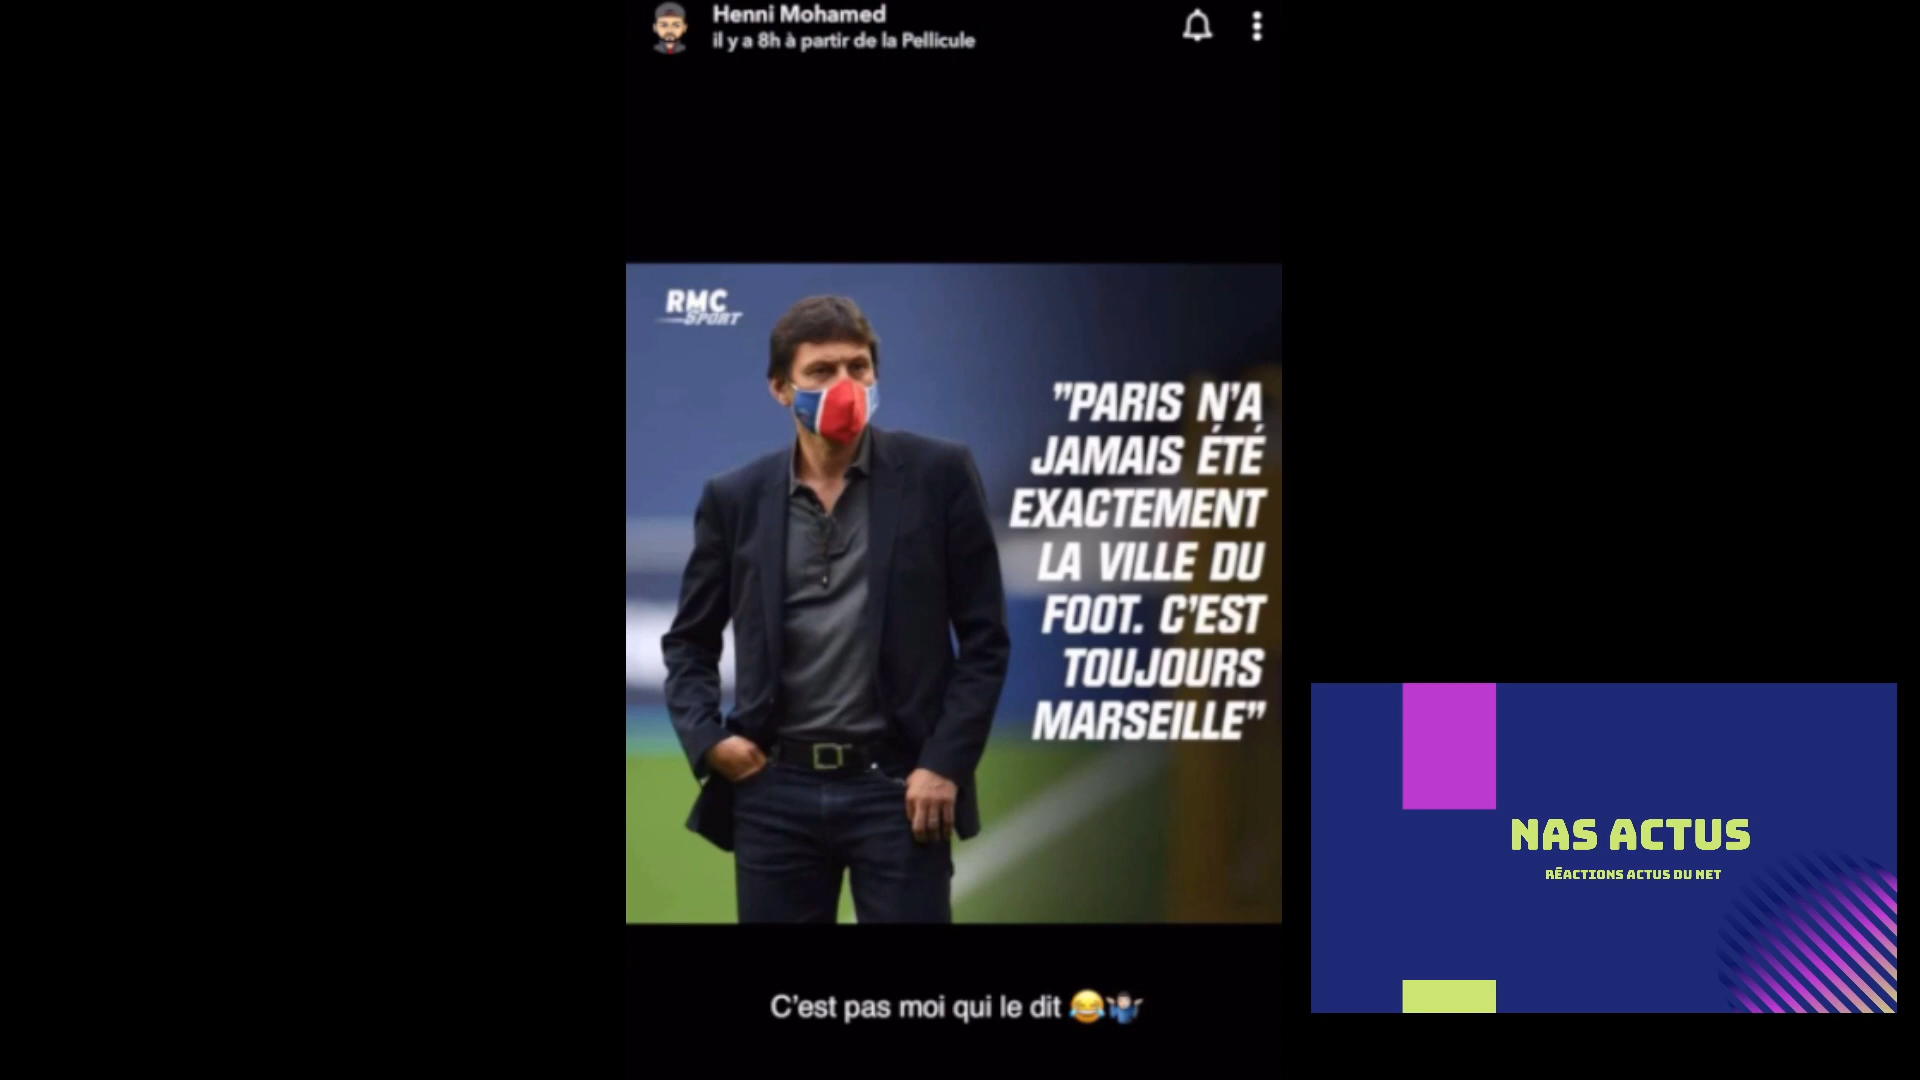 Henni Mohamed
il y a 8h à partir de la Pellicule
RMC
SPORT
"PARIS N'A
JAMAIS ÉTÉ
EXACTEMENT
LA VILLE DU
FOOT. C'EST
TOUJOURS
MARSEILLE"
C'est pas moi qui le dit 😂🤷🏻‍♂️
NAS ACTUS
RÉACTIONS ACTUS DU NET